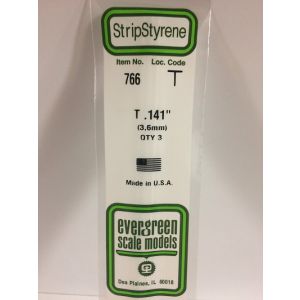 StripStyrene
Item No. Loc. Code
766 T
T .141"
(3,6mm)
QTY 3
Made in U.S.A.
evergreen
scale models
Des Plaines, IL 60018